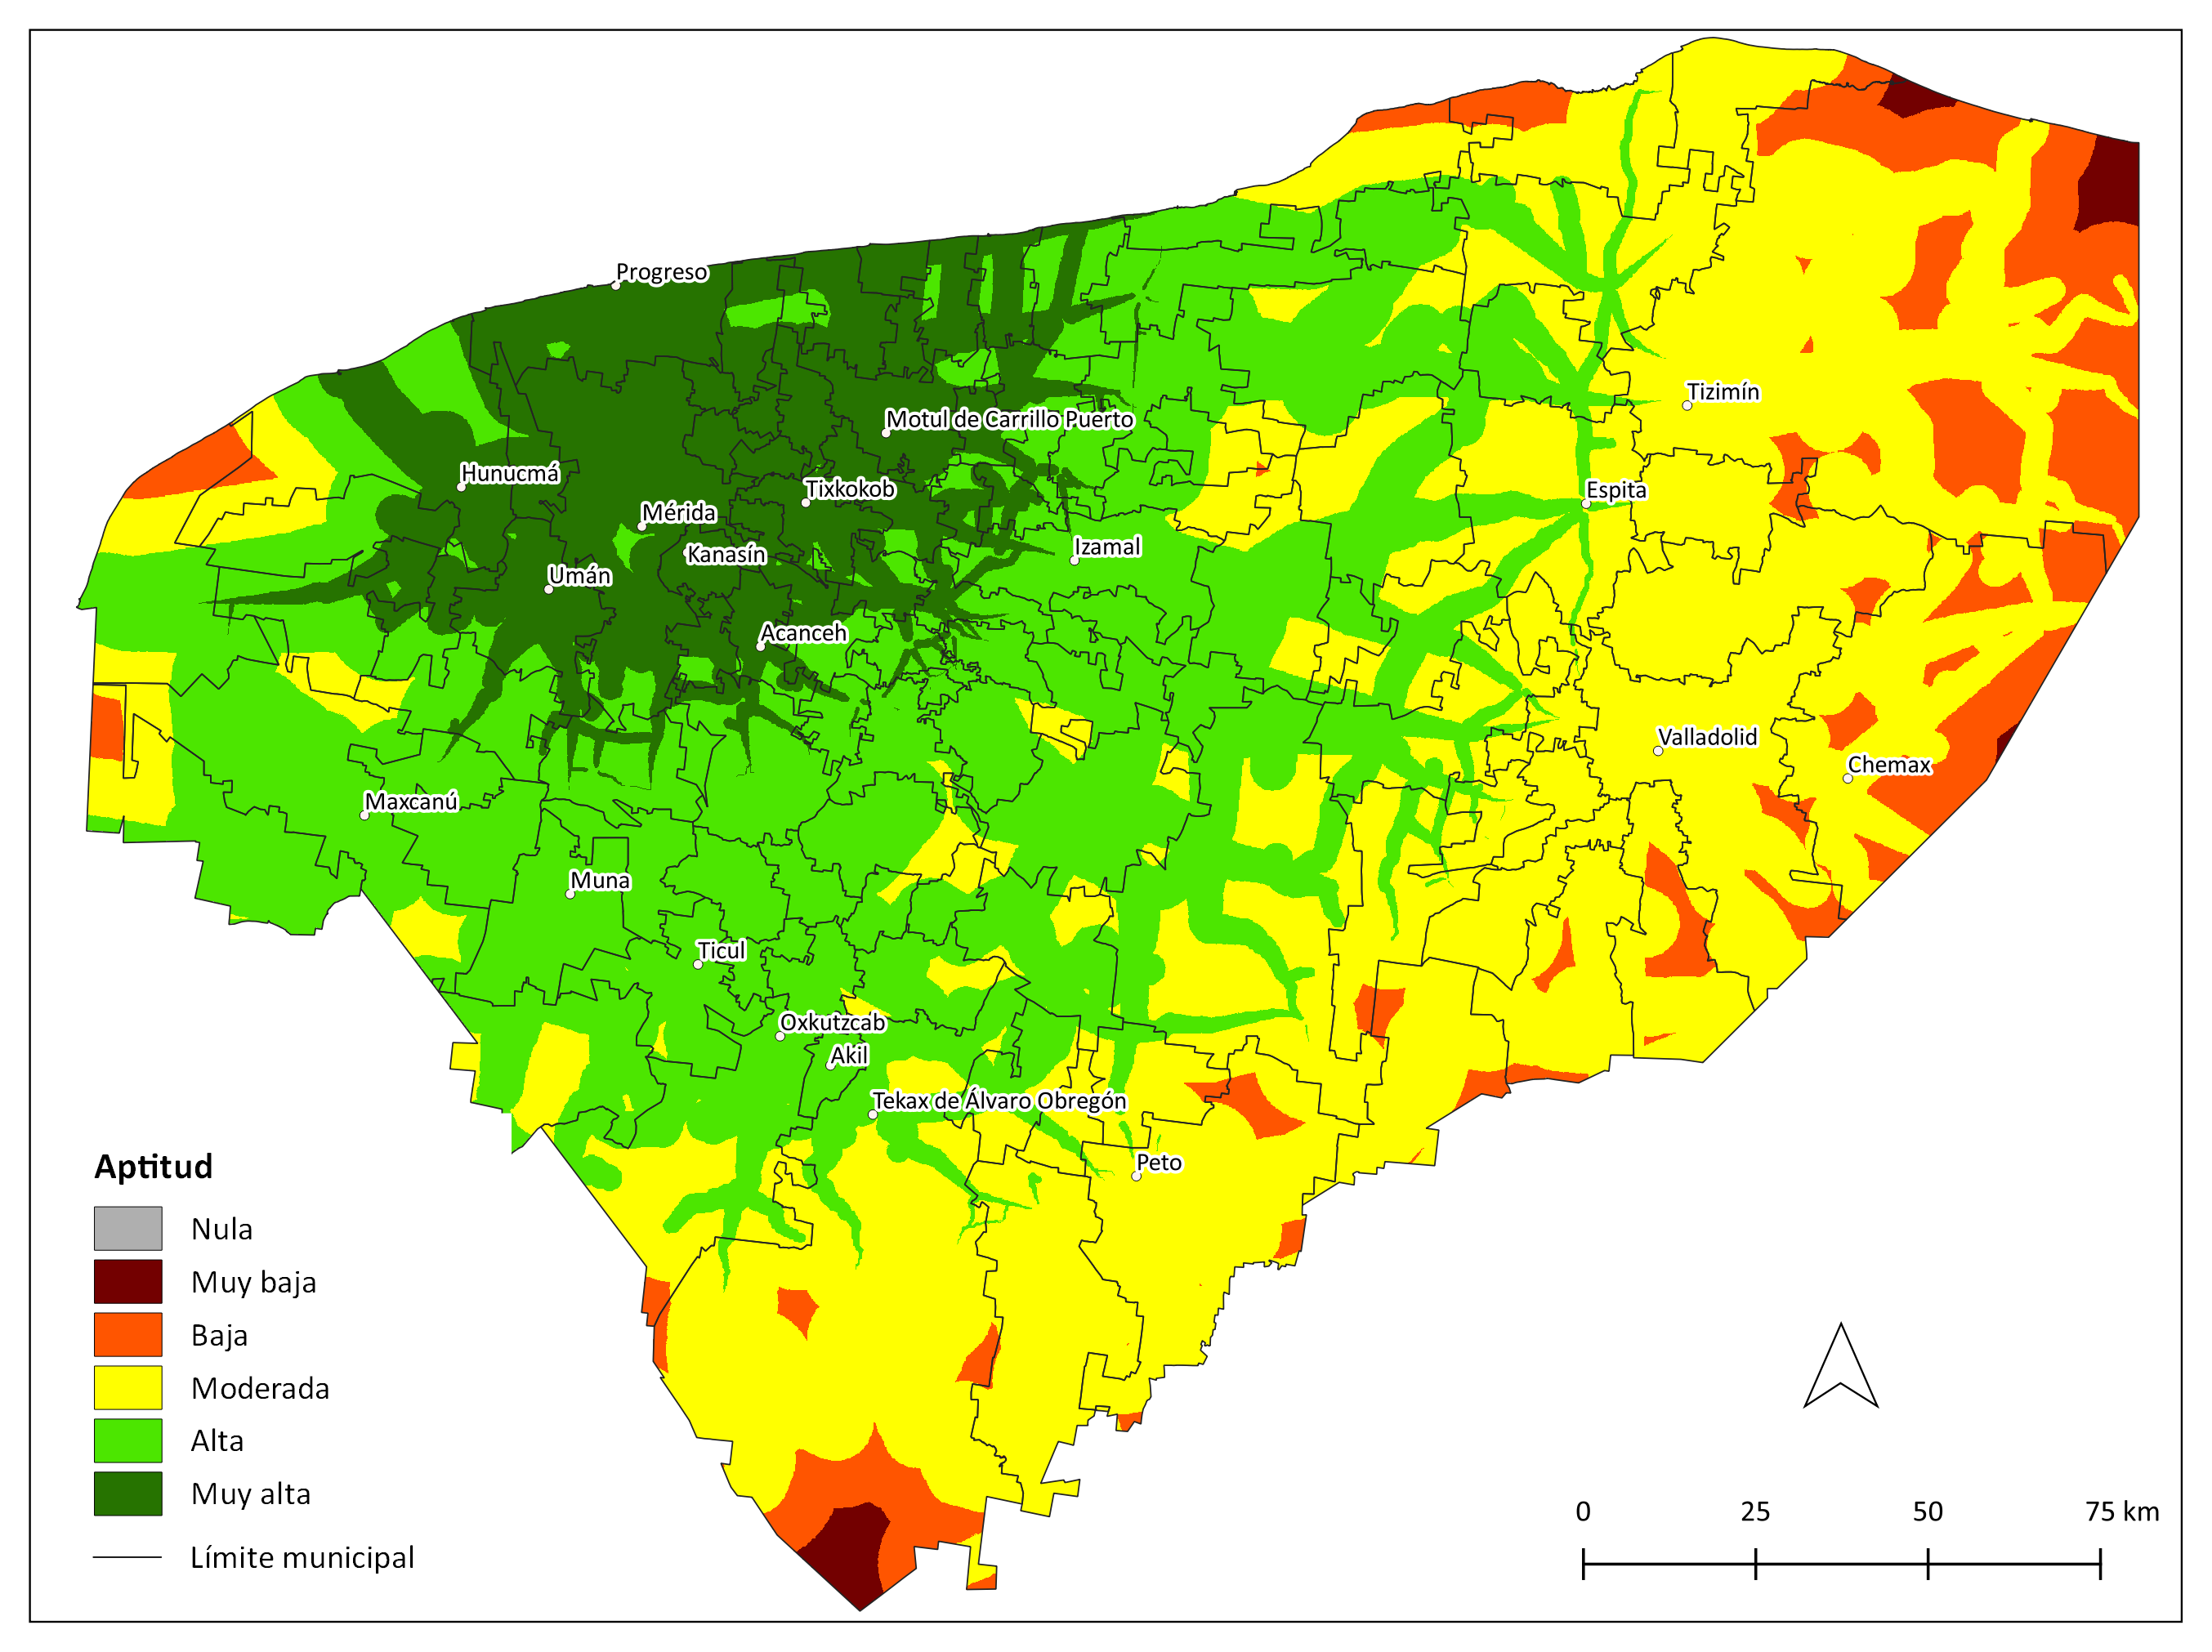 Progreso
Tizimín
Motul de Carrillo Puerto
Hunucmá
Tixkokob
Espita
Mérida
Kanasín
Izamal
Umán
Acanceh
Valladolid
Chemax
Maxcanú
Muna
Ticul
Oxkutzcab
Akil
Tekax de Álvaro Obregón
Peto
Aptitud
Nula
Muy baja
Baja
Moderada
Alta
Muy alta
Límite municipal
0 25 50 75 km